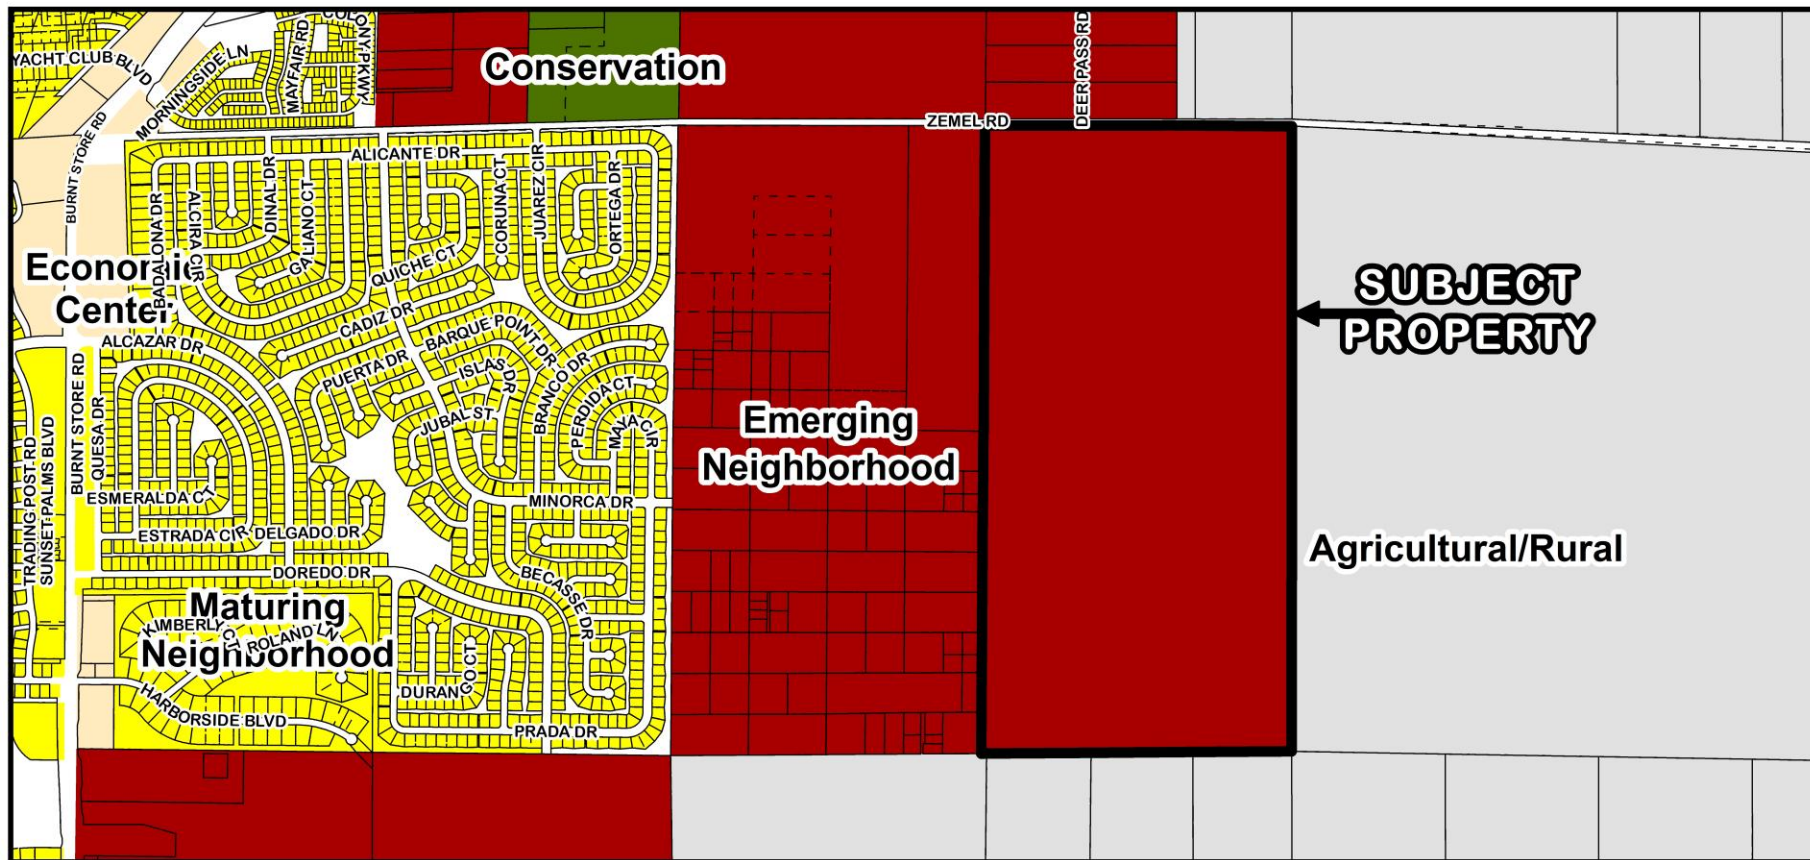 YACHT CLUB BLVD
MORNINGSIDE LN
MAYFAIR RD
COLONY PKWY
Conservation
DEER PASS RD
BURNT STORE RD
ZEMEL RD
ALICANTE DR
BADALONA DR
ALCIRA CIR
DINAL DR
GALIANO CT
QUICHE CT
CORUNA CT
JUAREZ CIR
ORTEGA DR
Economic
Center
SUBJECT
PROPERTY
CADIZ DR
ALCAZAR DR
PUERTA DR
BARQUE POINT DR
ISLAS DR
BRANCO DR
PERDIDA CT
MAYA CIR
JUBAL ST
Emerging
Neighborhood
TRADING POST RD
SUNSET PALMS BLVD
BURNT STORE RD
QUESA DR
ESMERALDA CT
MINORCA DR
ESTRADA CIR
DELGADO DR
Agricultural/Rural
DOREDO DR
BECASSE DR
Maturing
Neighborhood
KIMBERLY CT
ROLAND LN
DURANGO CT
HARBORSIDE BLVD
PRADA DR